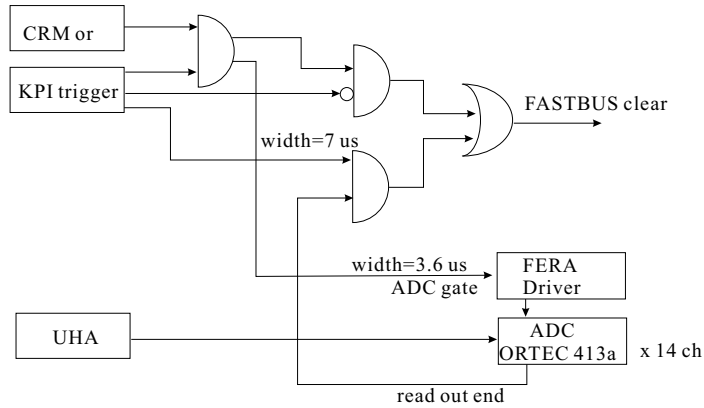 CRM or
KPI trigger
FASTBUS clear
width=7 us
width=3.6 us
ADC gate
FERA
Driver
UHA
ADC
ORTEC 413a
x 14 ch
read out end